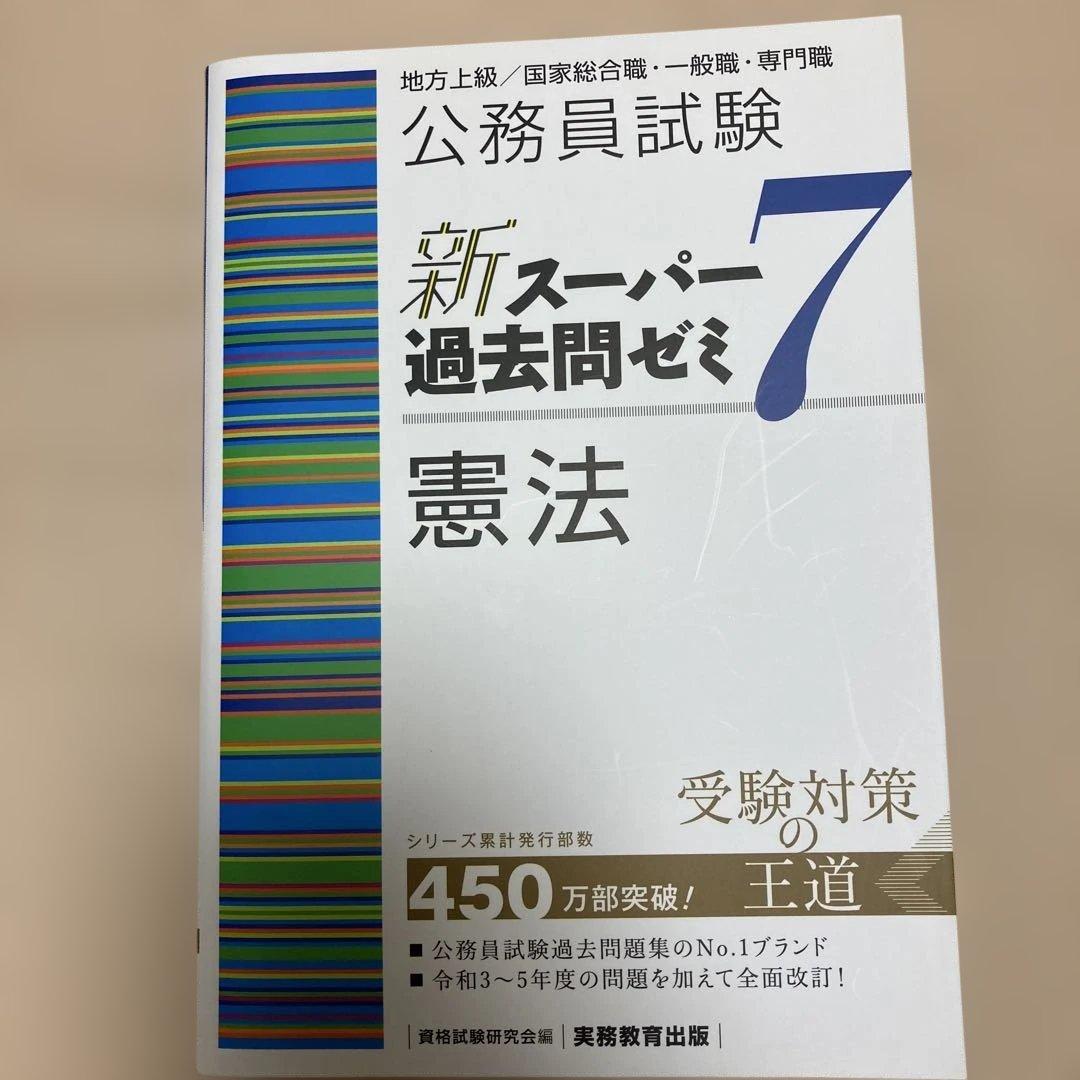 地方上級／国家総合職・一般職・専門職
公務員試験
新スーパー
過去問ゼミ7
憲法
受験対策
の
王道
シリーズ累計発行部数
450万部突破！
■ 公務員試験過去問題集のNo.1ブランド
■ 令和3〜5年度の問題を加えて全面改訂！
|資格試験研究会編|実務教育出版|